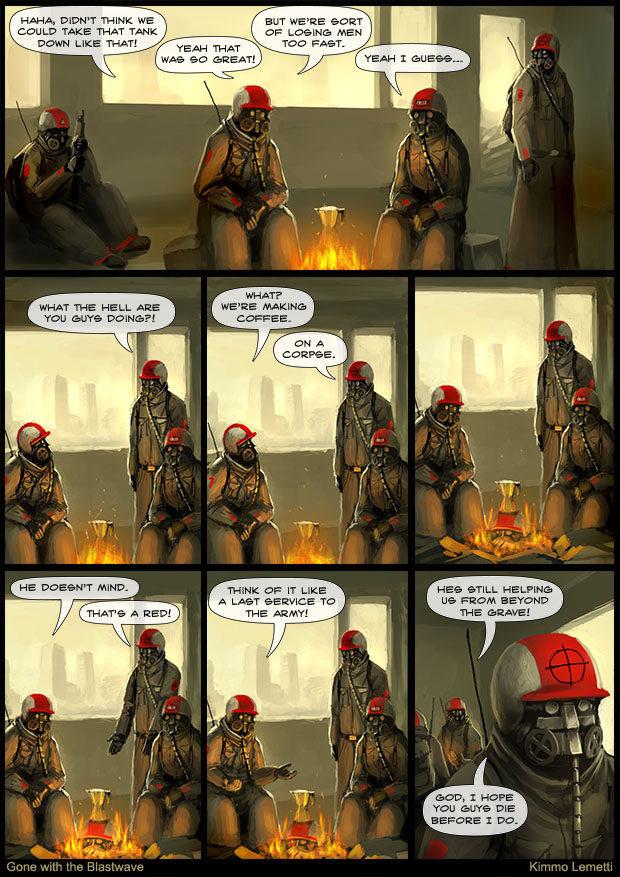 HAHA, DIDN'T THINK WE
COULD TAKE THAT TANK
DOWN LIKE THAT!
YEAH THAT
WAS SO GREAT!
BUT WE'RE SORT
OF LOSING MEN
TOO FAST.
YEAH I GUESS...
WHAT THE HELL ARE
YOU GUYS DOING?!
WHAT?
WE'RE MAKING
COFFEE.
ON A
CORPSE.
HE DOESN'T MIND.
THAT'S A RED!
THINK OF IT LIKE
A LAST SERVICE TO
THE ARMY!
HES STILL HELPING
US FROM BEYOND
THE GRAVE!
GOD, I HOPE
YOU GUYS DIE
BEFORE I DO.
Gone with the Blastwave
Kimmo Lemetti